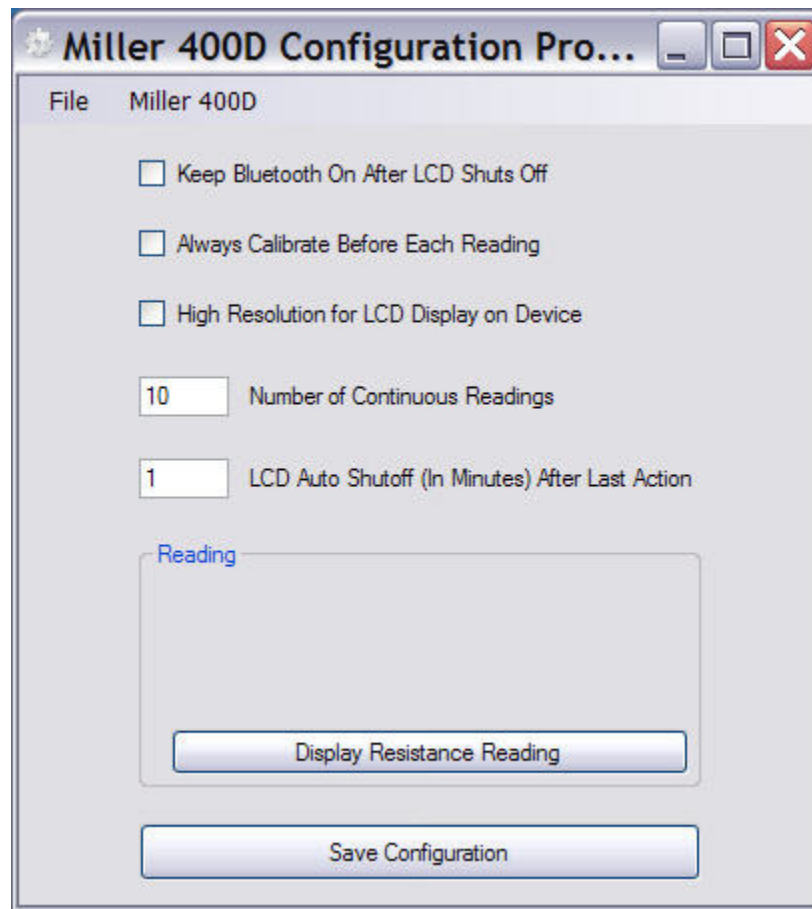 Miller 400D Configuration Pro...
File Miller 400D
Keep Bluetooth On After LCD Shuts Off
Always Calibrate Before Each Reading
High Resolution for LCD Display on Device
10 Number of Continuous Readings
1 LCD Auto Shutoff (In Minutes) After Last Action
Reading
Display Resistance Reading
Save Configuration